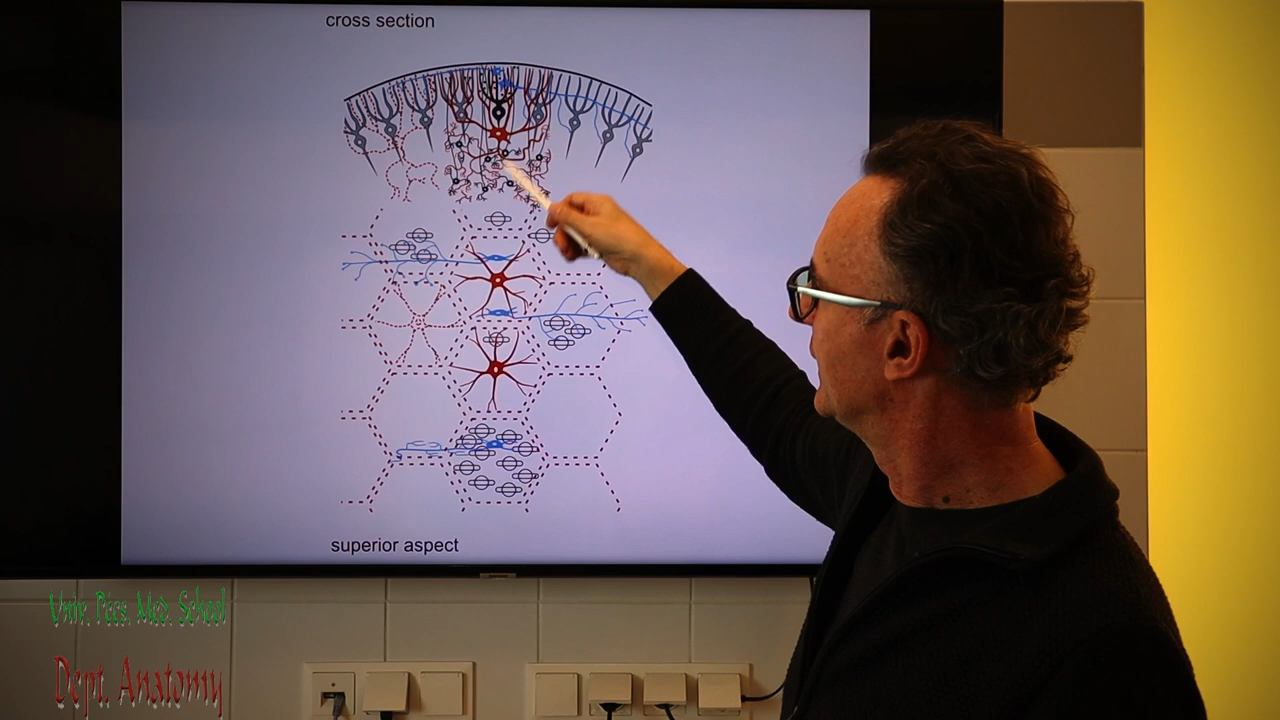 cross section
superior aspect
Univ. Pecs. Med. School
Dept. Anatomy